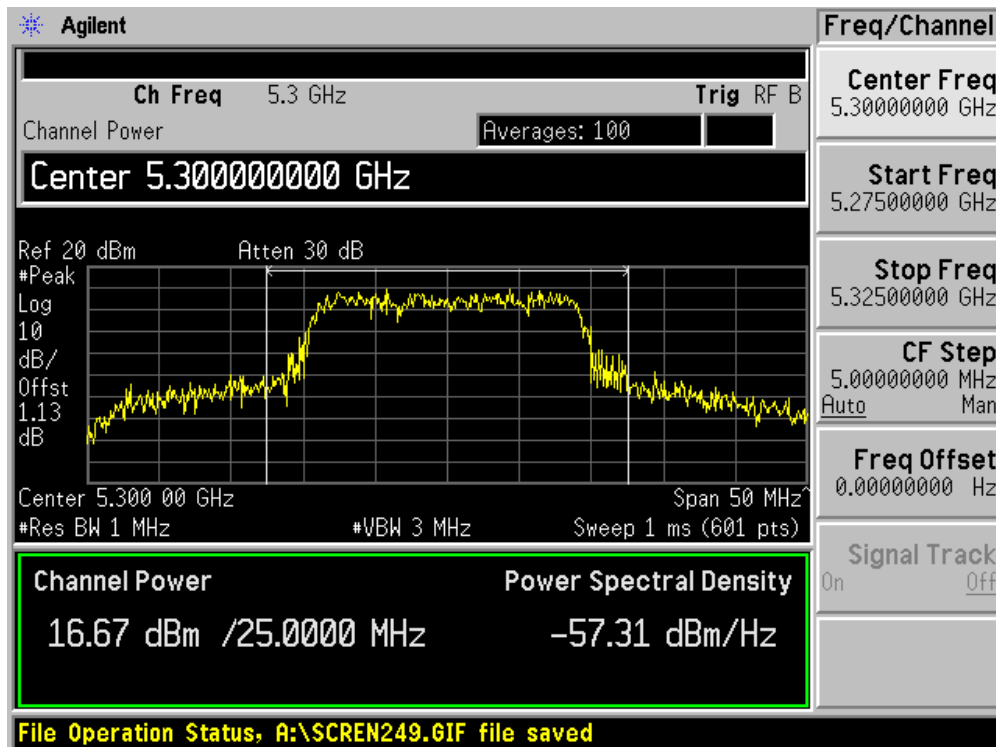 Agilent
Freq/Channel
Ch Freq 5.3 GHz Trig RF B
Channel Power Averages: 100
Center 5.300000000 GHz
Ref 20 dBm Atten 30 dB
#Peak
Log
10
dB/
Offst
1.13
dB
Center 5.300 00 GHz Span 50 MHz^
#Res BW 1 MHz #VBW 3 MHz Sweep 1 ms (601 pts)
Channel Power Power Spectral Density
16.67 dBm /25.0000 MHz -57.31 dBm/Hz
File Operation Status, A:\SCREN249.GIF file saved
Center Freq
5.30000000 GHz
Start Freq
5.27500000 GHz
Stop Freq
5.32500000 GHz
CF Step
5.00000000 MHz
Auto Man
Freq Offset
0.00000000 Hz
Signal Track
On Off